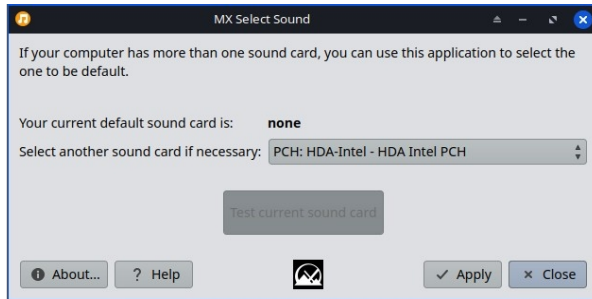 MX Select Sound
If your computer has more than one sound card, you can use this application to select the
one to be default.
Your current default sound card is: none
Select another sound card if necessary: PCH: HDA-Intel - HDA Intel PCH
Test current sound card
About... ? Help Apply Close